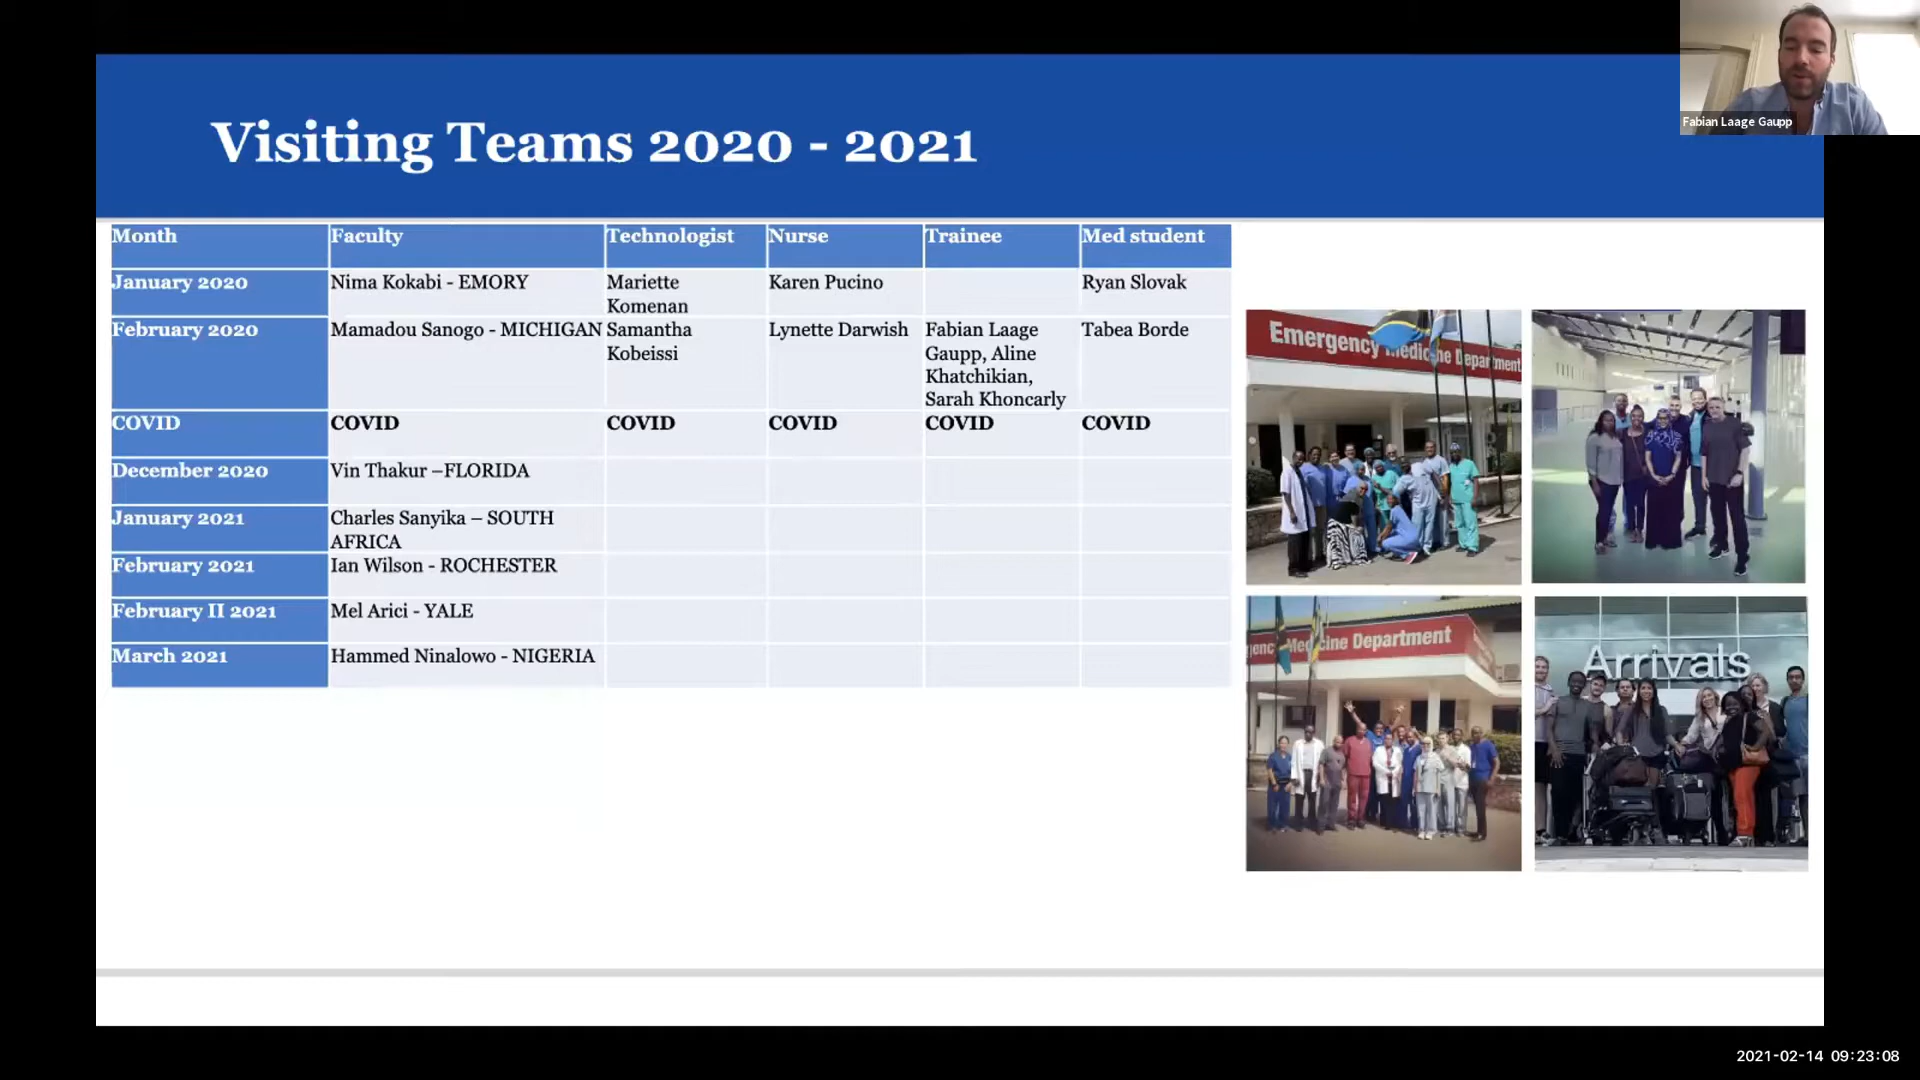 Fabian Laage Gaupp
Visiting Teams 2020 - 2021
Month Faculty Technologist Nurse Trainee Med student
January 2020 Nima Kokabi - EMORY Mariette Komenan Karen Pucino Ryan Slovak
February 2020 Mamadou Sanogo - MICHIGAN Samantha Kobeissi Lynette Darwish Fabian Laage Gaupp, Aline Khatchikian, Sarah Khoncarly Tabea Borde
COVID COVID COVID COVID COVID COVID
December 2020 Vin Thakur –FLORIDA
January 2021 Charles Sanyika – SOUTH AFRICA
February 2021 Ian Wilson - ROCHESTER
February II 2021 Mel Arici - YALE
March 2021 Hammed Ninalowo - NIGERIA
Emergency Medicine Department
gency Medicine Department
Arrivals
2021-02-14 09:23:08